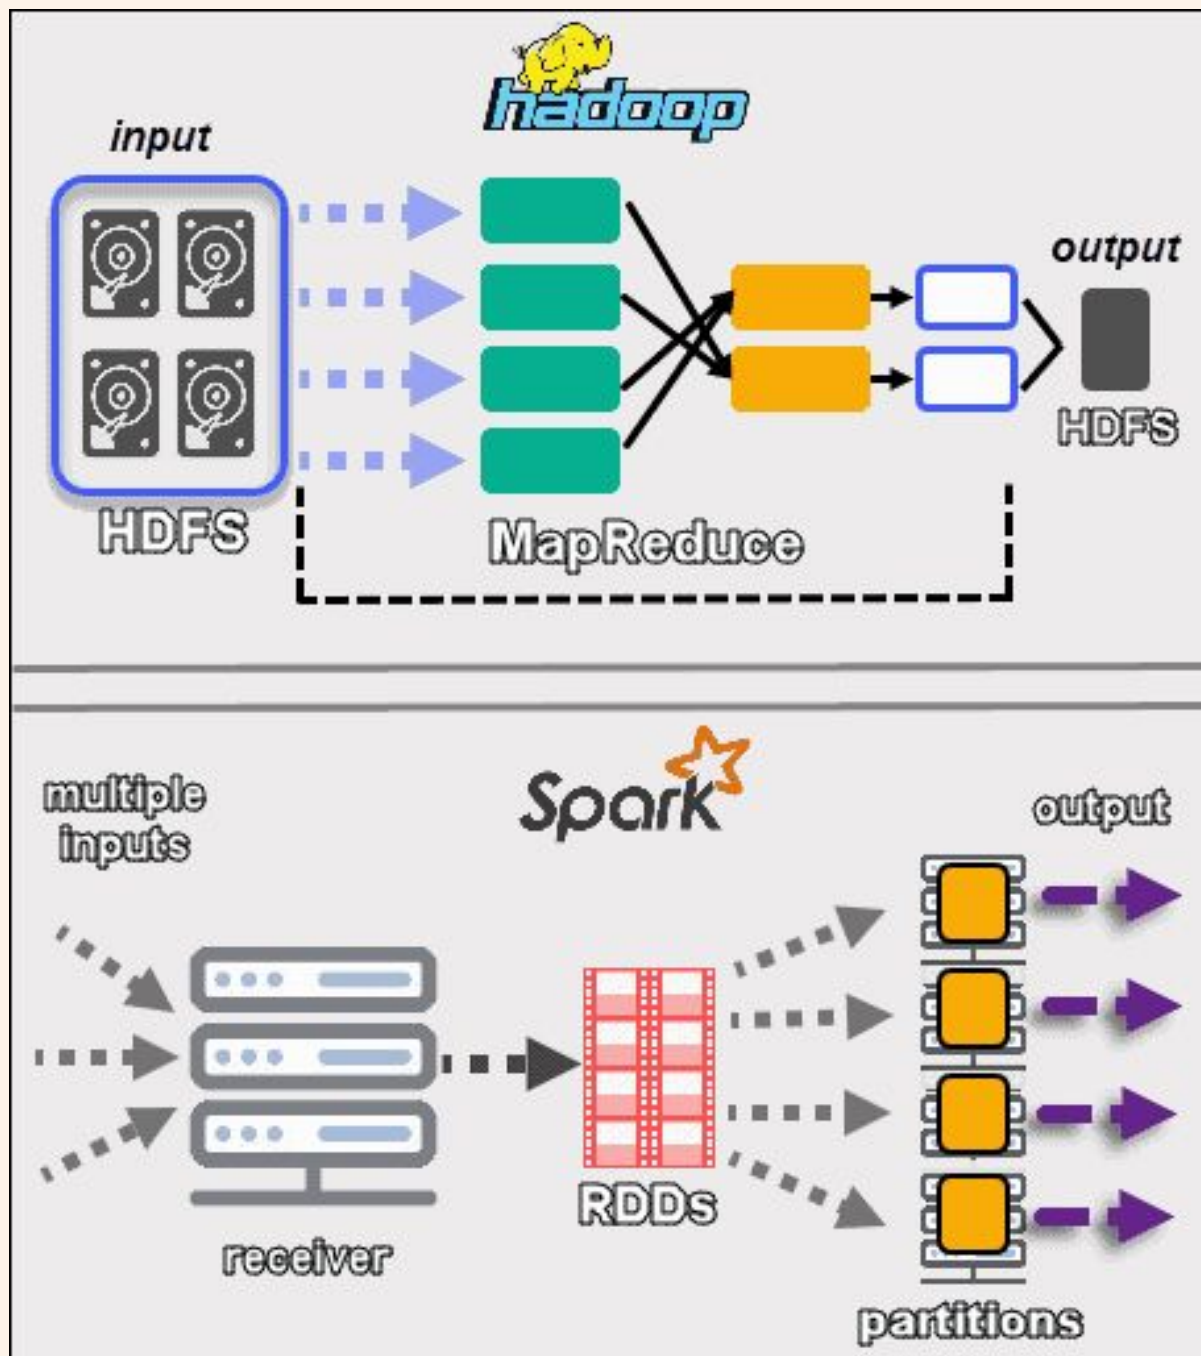 hadoop
input
output
HDFS
HDFS
MapReduce
Spark
multiple
inputs
output
RDDs
receiver
partitions